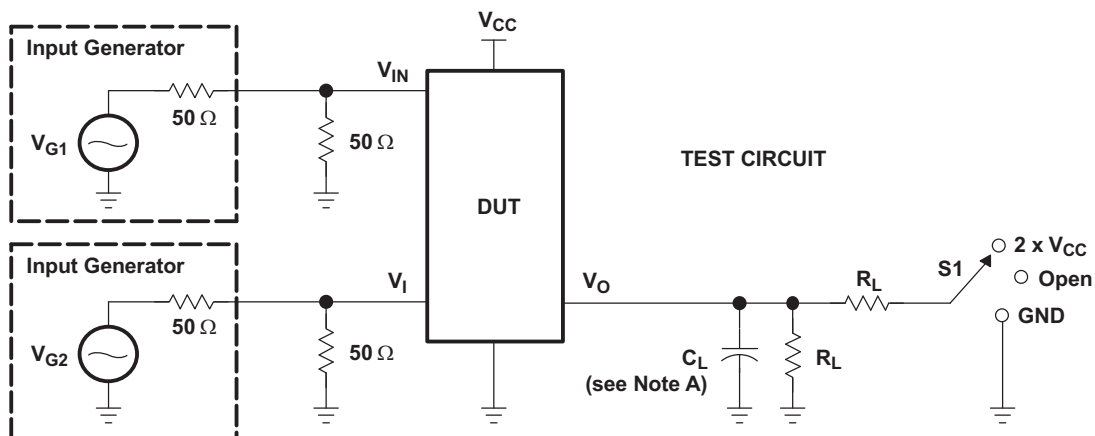 Input Generator
V_CC
V_IN
50 Ω
V_G1
50 Ω
DUT
TEST CIRCUIT
Input Generator
V_I
50 Ω
V_G2
50 Ω
V_O
R_L
S1
2 x V_CC
Open
GND
C_L
(see Note A)
R_L